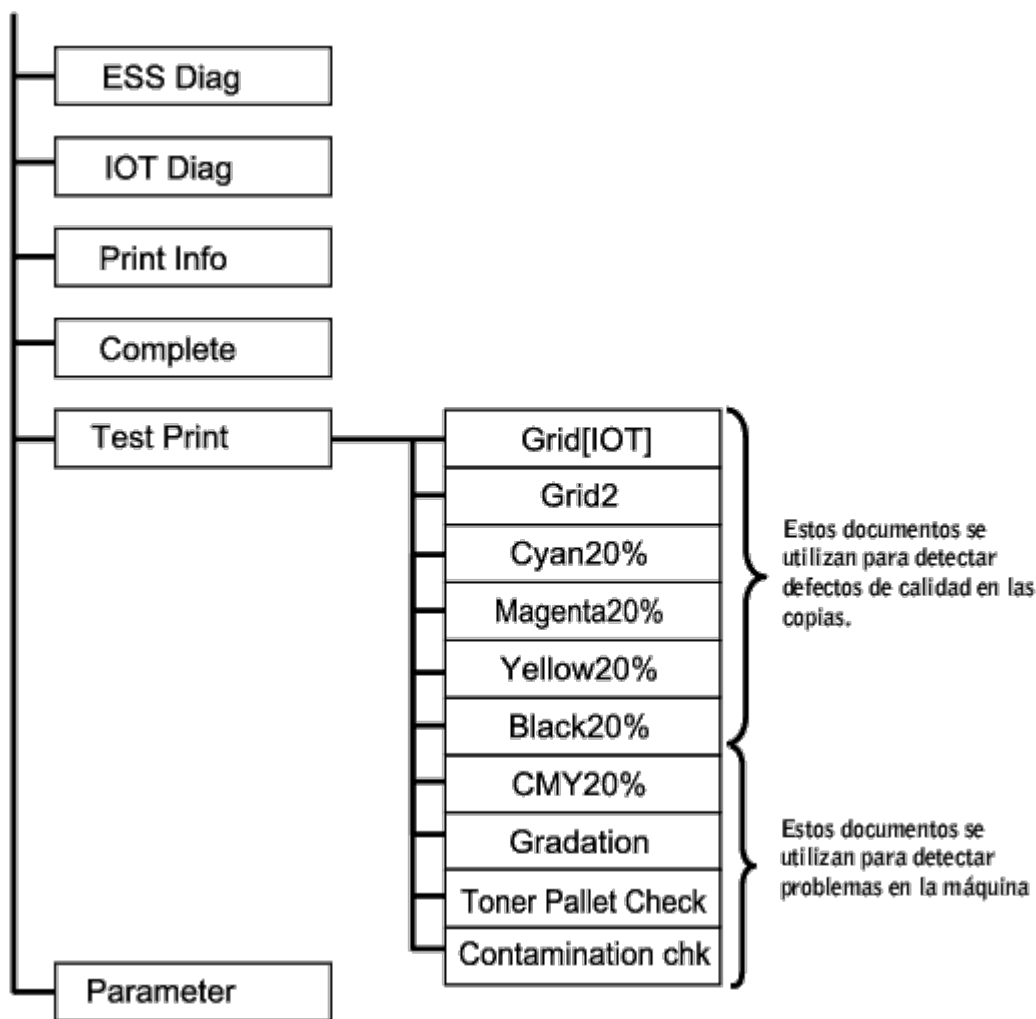 ESS Diag
IOT Diag
Print Info
Complete
Test Print
Grid[IOT]
Grid2
Cyan20%
Magenta20%
Yellow20%
Black20%
CMY20%
Gradation
Toner Pallet Check
Contamination chk
Estos documentos se
utilizan para detectar
defectos de calidad en las
copias.
Estos documentos se
utilizan para detectar
problemas en la máquina
Parameter